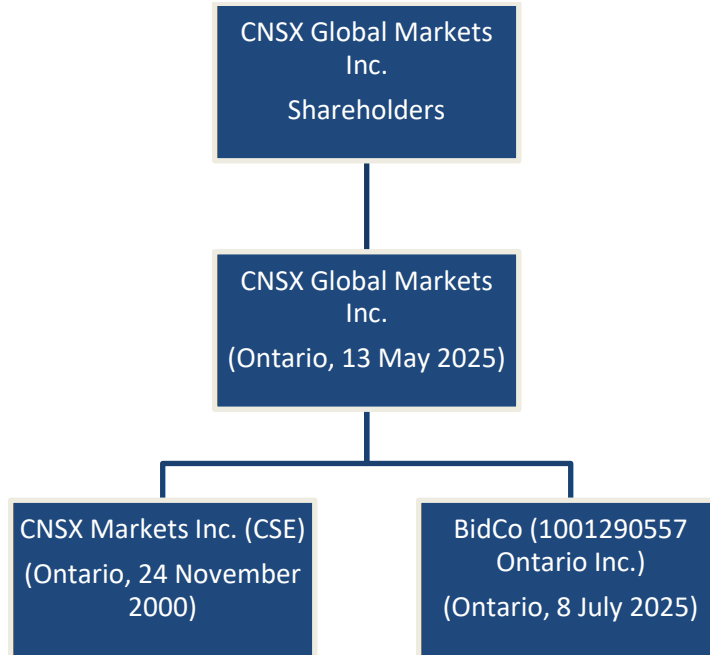 CNSX Global Markets
Inc.
Shareholders
CNSX Global Markets
Inc.
(Ontario, 13 May 2025)
CNSX Markets Inc. (CSE)
(Ontario, 24 November
2000)
BidCo (1001290557
Ontario Inc.)
(Ontario, 8 July 2025)